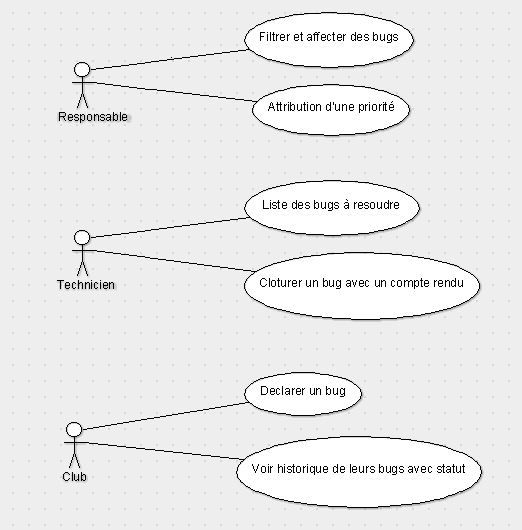 Filtrer et affecter des bugs
Attribution d'une priorité
Responsable
Liste des bugs à resoudre
Cloturer un bug avec un compte rendu
Technicien
Declarer un bug
Voir historique de leurs bugs avec statut
Club